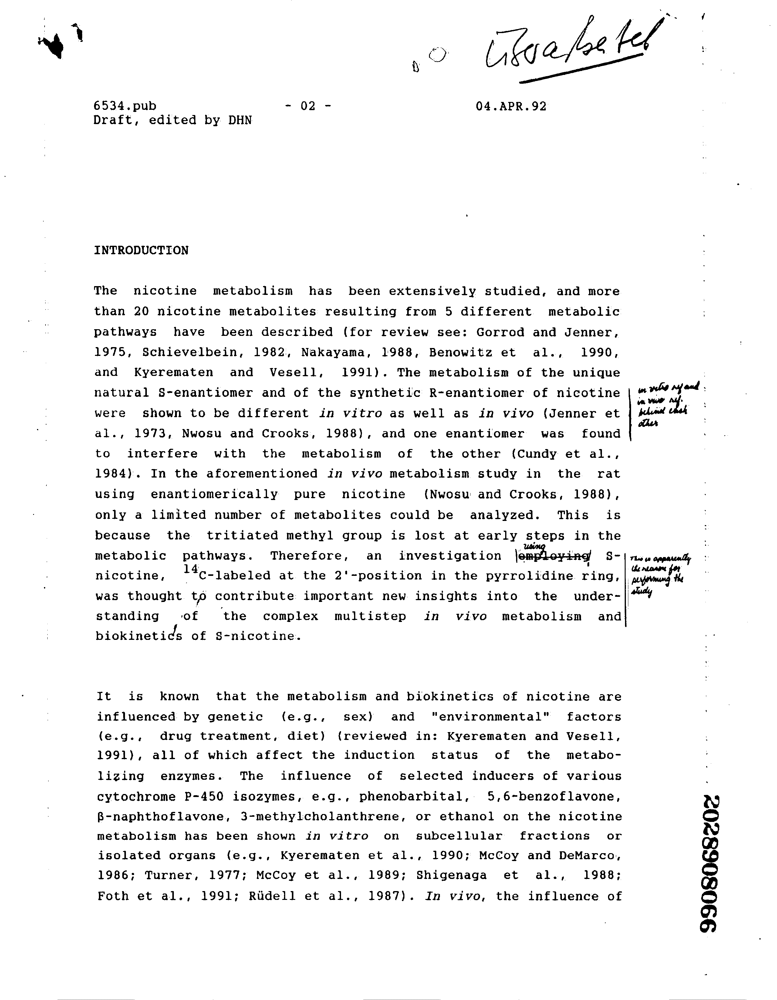 6534.pub - 02 - 04.APR.92
Draft, edited by DHN
INTRODUCTION
The nicotine metabolism has been extensively studied, and more
than 20 nicotine metabolites resulting from 5 different metabolic
pathways have been described (for review see: Gorrod and Jenner,
1975, Schievelbein, 1982, Nakayama, 1988, Benowitz et al., 1990,
and Kyerematen and Vesell, 1991). The metabolism of the unique
natural S-enantiomer and of the synthetic R-enantiomer of nicotine
were shown to be different in vitro as well as in vivo (Jenner et
al., 1973, Nwosu and Crooks, 1988), and one enantiomer was found
to interfere with the metabolism of the other (Cundy et al.,
1984). In the aforementioned in vivo metabolism study in the rat
using enantiomerically pure nicotine (Nwosu and Crooks, 1988),
only a limited number of metabolites could be analyzed. This is
because the tritiated methyl group is lost at early steps in the
using
metabolic pathways. Therefore, an investigation employing S-
nicotine, 14C-labeled at the 2'-position in the pyrrolidine ring,
was thought to contribute important new insights into the under-
standing of the complex multistep in vivo metabolism and
biokinetics of S-nicotine.
in vitro ref and
in vivo ref.
behind each
other
This is apparently
the reason for
performing the
study
It is known that the metabolism and biokinetics of nicotine are
influenced by genetic (e.g., sex) and "environmental" factors
(e.g., drug treatment, diet) (reviewed in: Kyerematen and Vesell,
1991), all of which affect the induction status of the metabo-
lizing enzymes. The influence of selected inducers of various
cytochrome P-450 isozymes, e.g., phenobarbital, 5,6-benzoflavone,
β-naphthoflavone, 3-methylcholanthrene, or ethanol on the nicotine
metabolism has been shown in vitro on subcellular fractions or
isolated organs (e.g., Kyerematen et al., 1990; McCoy and DeMarco,
1986; Turner, 1977; McCoy et al., 1989; Shigenaga et al., 1988;
Foth et al., 1991; Rüdell et al., 1987). In vivo, the influence of
2028908066